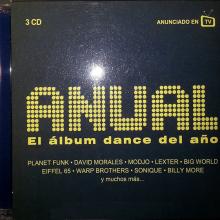 3 CD
ANUNCIADO EN TV
ANUAL
El álbum dance del año
PLANET FUNK • DAVID MORALES • MODJO • LEXTER • BIG WORLD
EIFFEL 65 • WARP BROTHERS • SONIQUE • BILLY MORE
y muchos más...